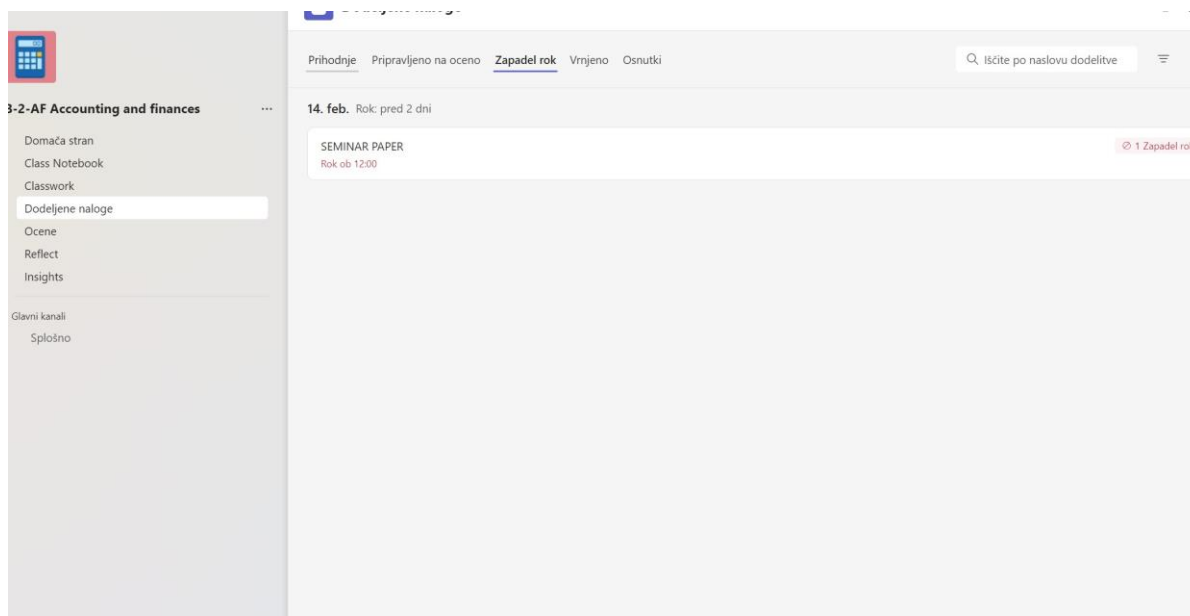 Prihodnje Pripravljeno na oceno Zapadel rok Vrnjeno Osnutki
Iščite po naslovu dodelitve
-2-AF Accounting and finances ...
Domača stran
Class Notebook
Classwork
Dodeljene naloge
Ocene
Reflect
Insights
Glavni kanali
Splošno
14. feb. Rok: pred 2 dni
SEMINAR PAPER
Rok ob 12:00
1 Zapadel rok